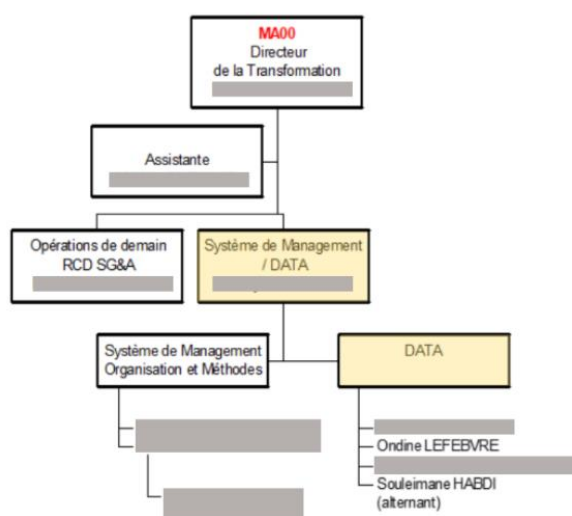 MA00
Directeur
de la Transformation
Assistante
Opérations de demain
RCD SG&A
Système de Management
/ DATA
Système de Management
Organisation et Méthodes
DATA
Ondine LEFEBVRE
Souleimane HABDI
(alternant)